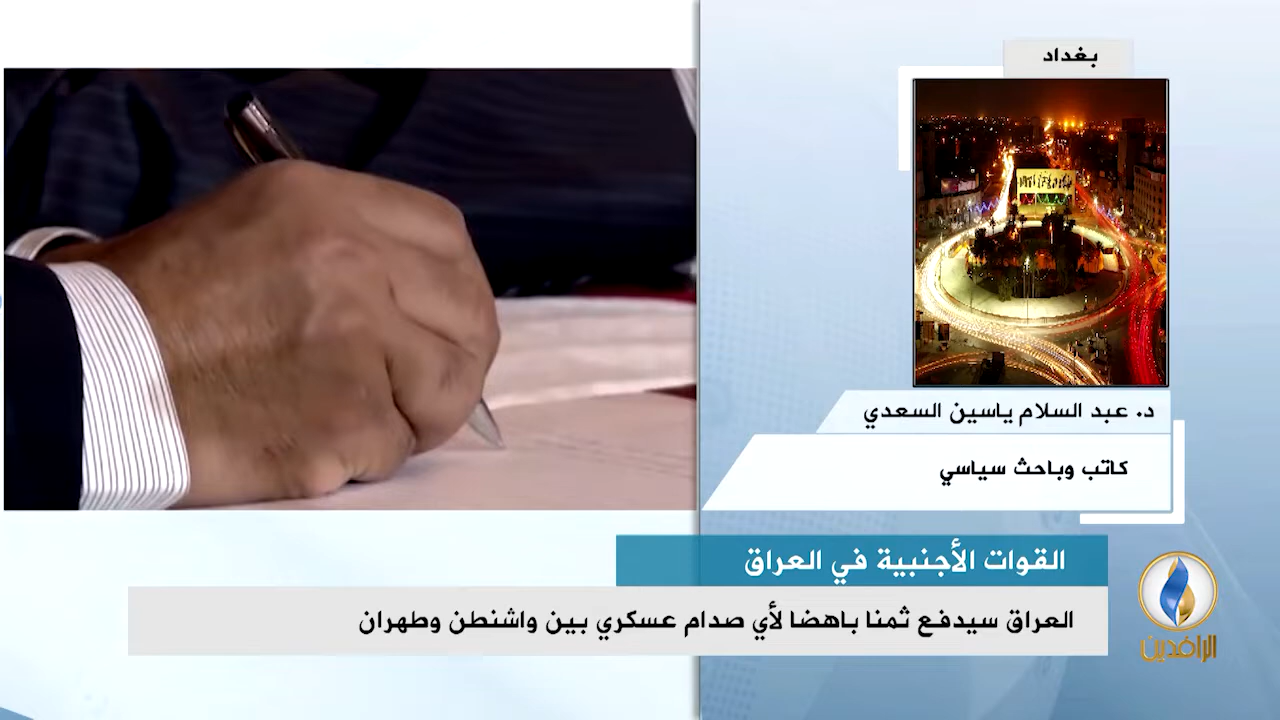 بغداد
د. عبد السلام ياسين السعدي
كاتب وباحث سياسي
القوات الأجنبية في العراق
العراق سيدفع ثمنا باهضا لأي صدام عسكري بين واشنطن وطهران
الرافدين